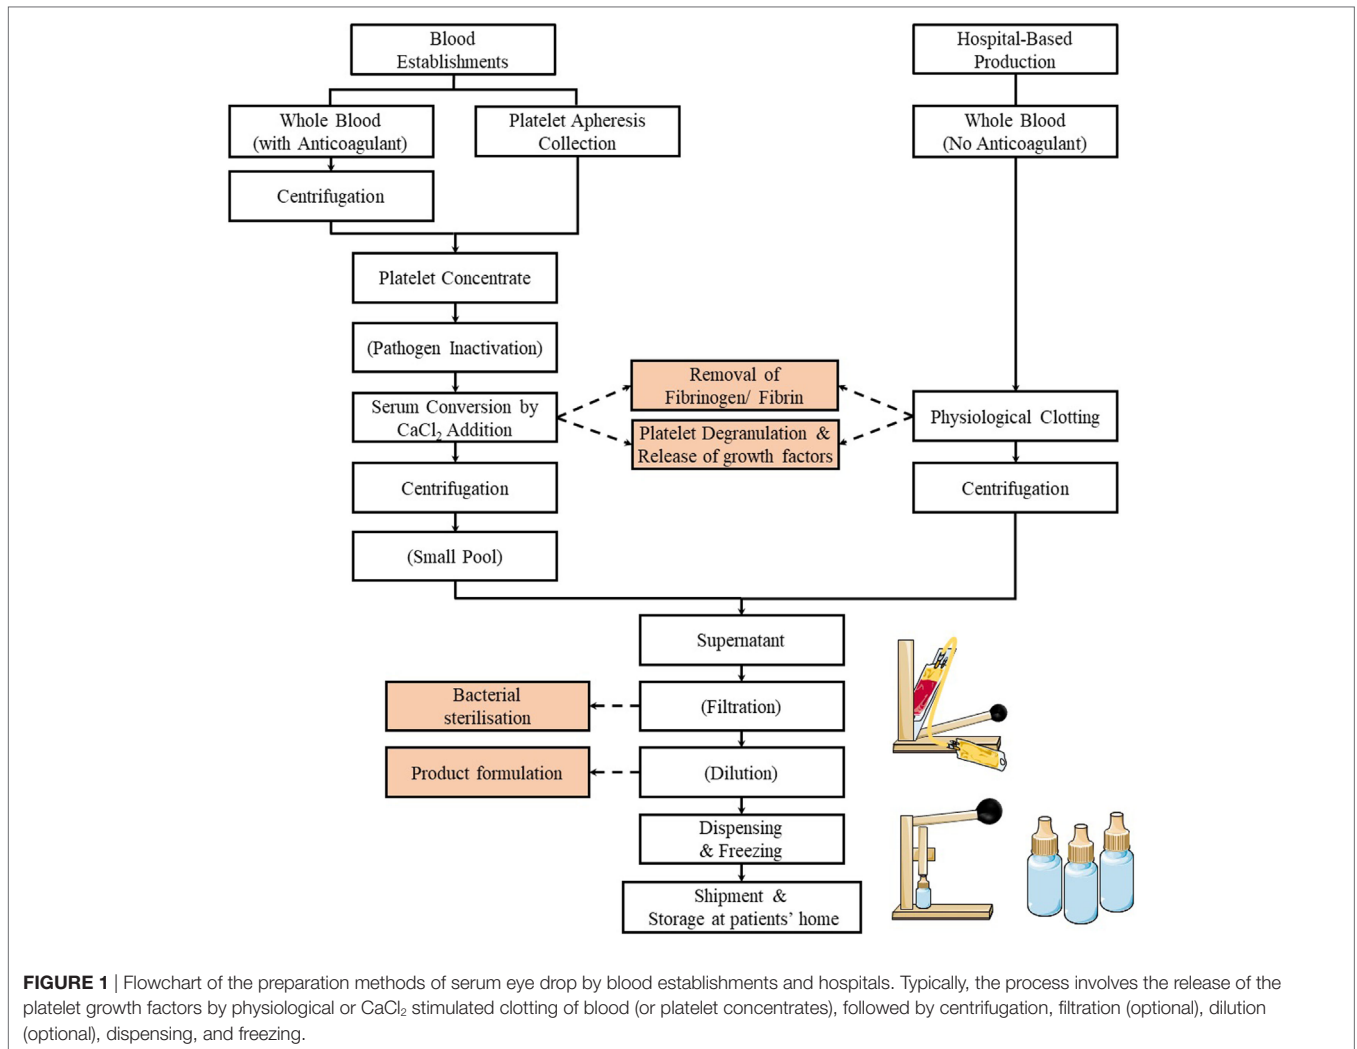 Blood
Establishments
Hospital-Based
Production
Whole Blood
(with Anticoagulant)
Platelet Apheresis
Collection
Whole Blood
(No Anticoagulant)
Centrifugation
Platelet Concentrate
(Pathogen Inactivation)
Removal of
Fibrinogen/ Fibrin
Serum Conversion by
CaCl₂ Addition
Platelet Degranulation &
Release of growth factors
Physiological Clotting
Centrifugation
Centrifugation
(Small Pool)
Supernatant
Bacterial
sterilisation
(Filtration)
Product formulation
(Dilution)
Dispensing
& Freezing
Shipment &
Storage at patients' home
FIGURE 1 | Flowchart of the preparation methods of serum eye drop by blood establishments and hospitals. Typically, the process involves the release of the
platelet growth factors by physiological or CaCl₂ stimulated clotting of blood (or platelet concentrates), followed by centrifugation, filtration (optional), dilution
(optional), dispensing, and freezing.